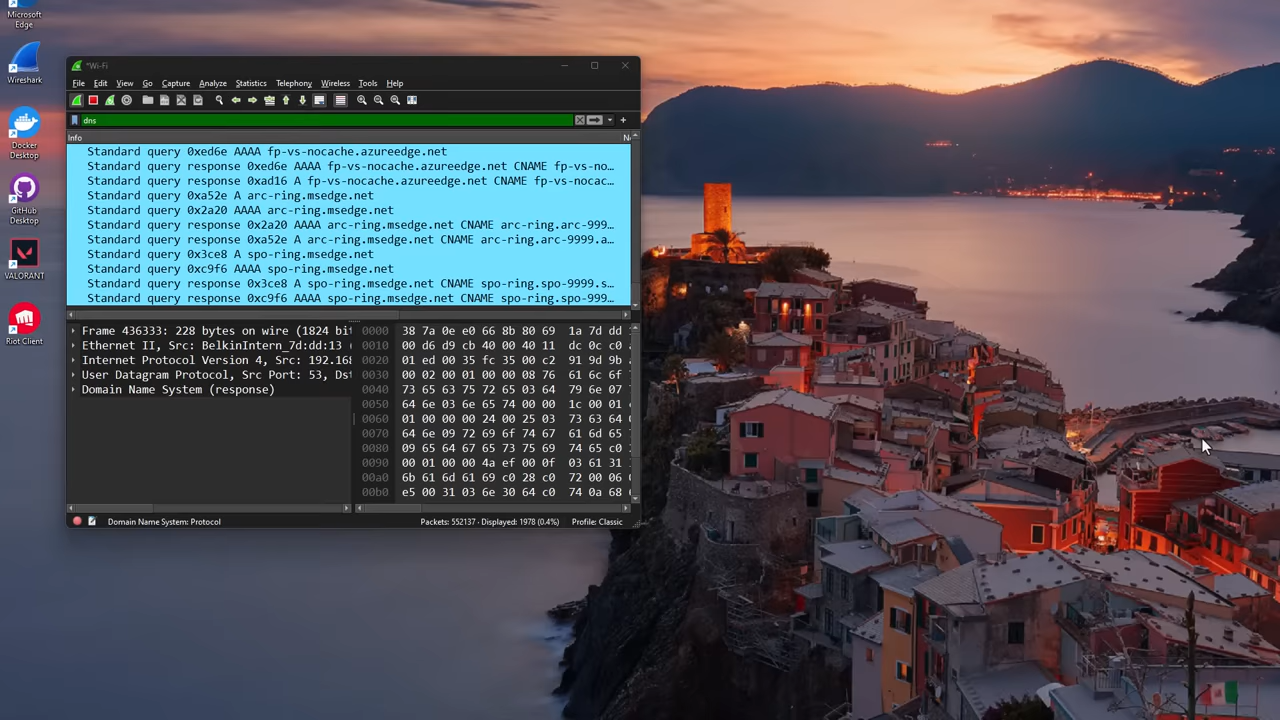 Microsoft
Edge
Wireshark
Docker
Desktop
GitHub
Desktop
VALORANT
Riot Client
*Wi-Fi
File Edit View Go Capture Analyze Statistics Telephony Wireless Tools Help
dns
Info
Standard query 0xed6e AAAA fp-vs-nocache.azureedge.net
Standard query response 0xed6e AAAA fp-vs-nocache.azureedge.net CNAME fp-vs-no…
Standard query response 0xad16 A fp-vs-nocache.azureedge.net CNAME fp-vs-nocac…
Standard query 0xa52e A arc-ring.msedge.net
Standard query 0x2a20 AAAA arc-ring.msedge.net
Standard query response 0x2a20 AAAA arc-ring.msedge.net CNAME arc-ring.arc-999…
Standard query response 0xa52e A arc-ring.msedge.net CNAME arc-ring.arc-9999.a…
Standard query 0x3ce8 A spo-ring.msedge.net
Standard query 0xc9f6 AAAA spo-ring.msedge.net
Standard query response 0x3ce8 A spo-ring.msedge.net CNAME spo-ring.spo-9999.s…
Standard query response 0xc9f6 AAAA spo-ring.msedge.net CNAME spo-ring.spo-999…
Frame 436333: 228 bytes on wire (1824 bit
Ethernet II, Src: BelkinIntern_7d:dd:13 (
Internet Protocol Version 4, Src: 192.168
User Datagram Protocol, Src Port: 53, Dst
Domain Name System (response)
0000 38 7a 0e e0 66 8b 80 69 1a 7d dd
0010 00 d6 d9 cb 40 00 40 11 dc 0c c0
0020 01 ed 00 35 fc 35 00 c2 91 9d 9b
0030 00 02 00 01 00 00 08 76 61 6c 6f
0040 73 65 63 75 72 65 03 64 79 6e 07
0050 64 6e 03 6e 65 74 00 00 1c 00 01
0060 01 00 00 00 24 00 25 03 73 63 64
0070 64 6e 09 72 69 6f 74 67 61 6d 65
0080 09 65 64 67 65 73 75 69 74 65 c0
0090 00 01 00 00 4a ef 00 0f 03 61 31
00a0 6b 61 6d 61 69 c0 28 c0 72 00 06
00b0 e5 00 31 03 6e 30 64 c0 74 0a 68
Domain Name System: Protocol
Packets: 552137 · Displayed: 1978 (0.4%)
Profile: Classic